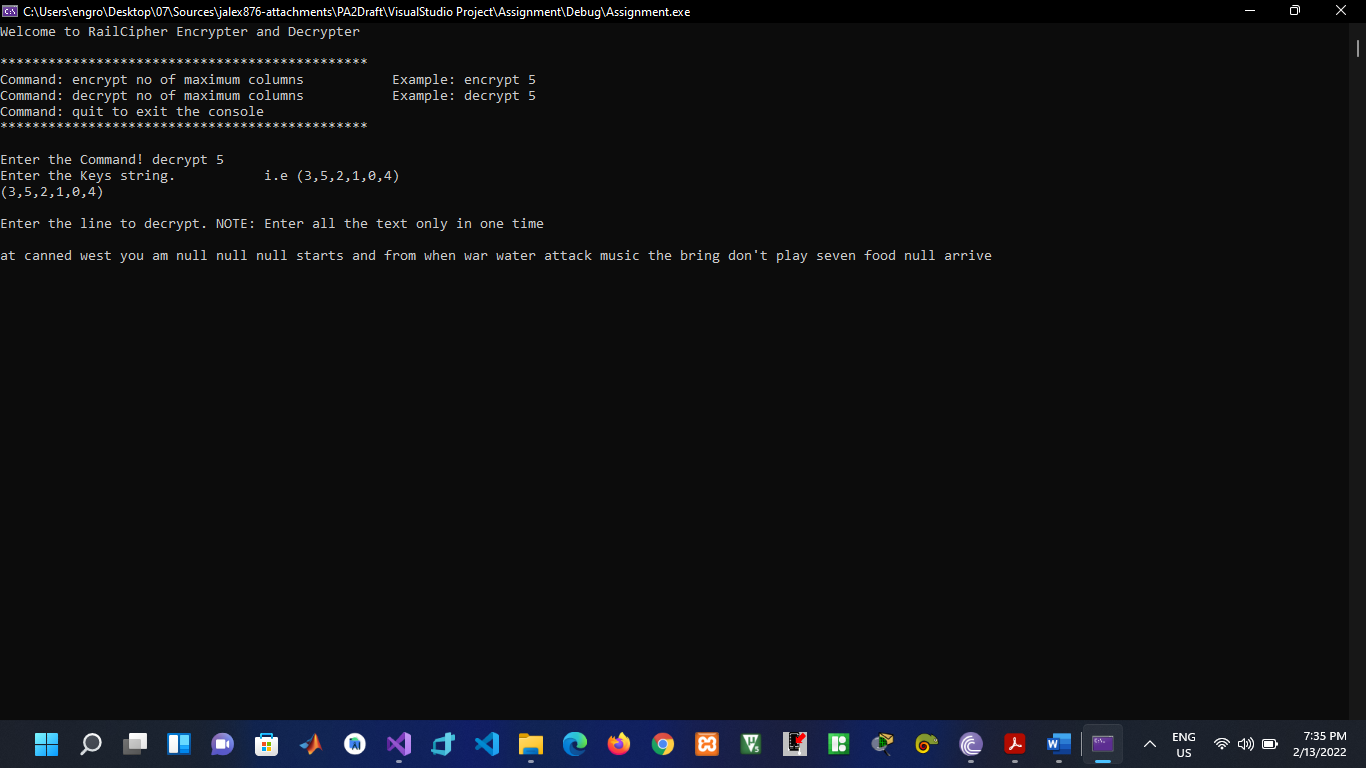 C:\Users\engro\Desktop\07\Sources\jalex876-attachments\PA2Draft\VisualStudio Project\Assignment\Debug\Assignment.exe
Welcome to RailCipher Encrypter and Decrypter
**********************************************
Command: encrypt no of maximum columns           Example: encrypt 5
Command: decrypt no of maximum columns           Example: decrypt 5
Command: quit to exit the console
**********************************************
Enter the Command! decrypt 5
Enter the Keys string.           i.e (3,5,2,1,0,4)
(3,5,2,1,0,4)
Enter the line to decrypt. NOTE: Enter all the text only in one time
at canned west you am null null null starts and from when war water attack music the bring don't play seven food null arrive
ENG
US
7:35 PM
2/13/2022